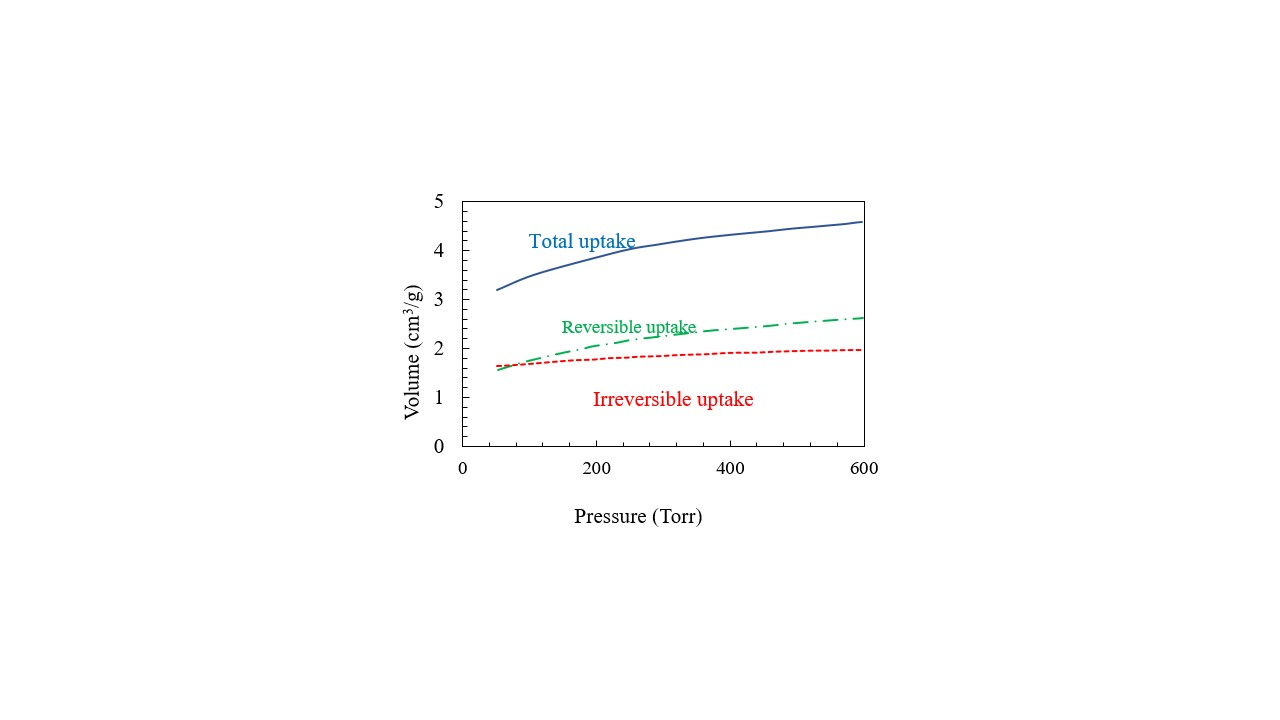 5
4
3
2
1
0
Volume (cm³/g)
Total uptake
Reversible uptake
Irreversible uptake
0 200 400 600
Pressure (Torr)